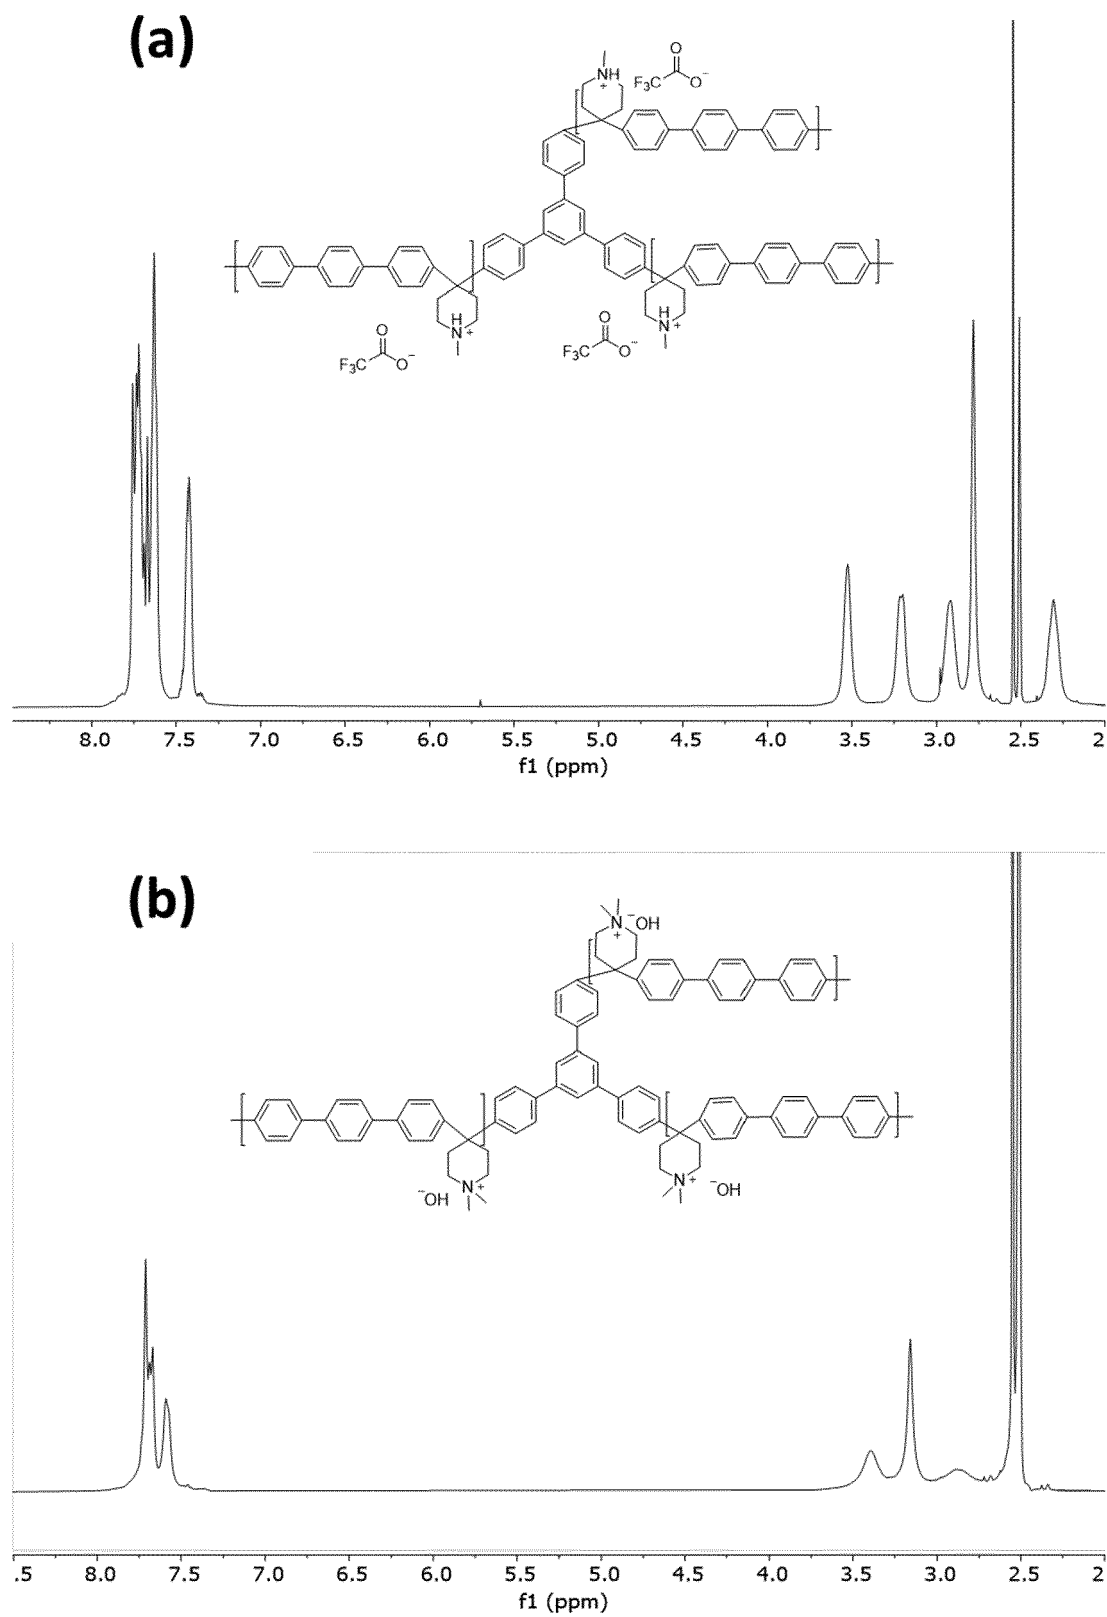 (a)
NH
+
F₃C
O
O⁻
H
N
+
O
F₃C
O⁻
O
F₃C
O⁻
H
N
+
8.0 7.5 7.0 6.5 6.0 5.5 5.0 4.5 4.0 3.5 3.0 2.5 2
f1 (ppm)
(b)
N
+
⁻OH
⁻OH
N
+
N
+
⁻OH
.5 8.0 7.5 7.0 6.5 6.0 5.5 5.0 4.5 4.0 3.5 3.0 2.5 2
f1 (ppm)